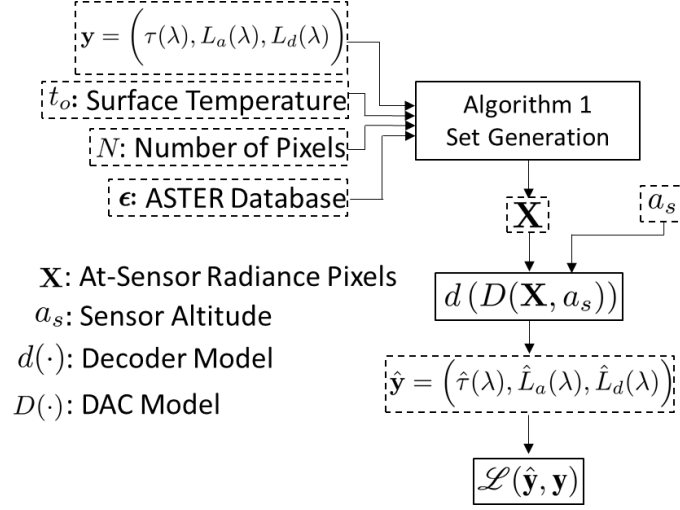 y = (τ(λ), L_a(λ), L_d(λ))
t_o: Surface Temperature
N: Number of Pixels
ϵ: ASTER Database
Algorithm 1
Set Generation
X
a_s
X: At-Sensor Radiance Pixels
a_s: Sensor Altitude
d(·): Decoder Model
D(·): DAC Model
d (D(X, a_s))
ŷ = (τ̂(λ), L̂_a(λ), L̂_d(λ))
ℒ(ŷ, y)